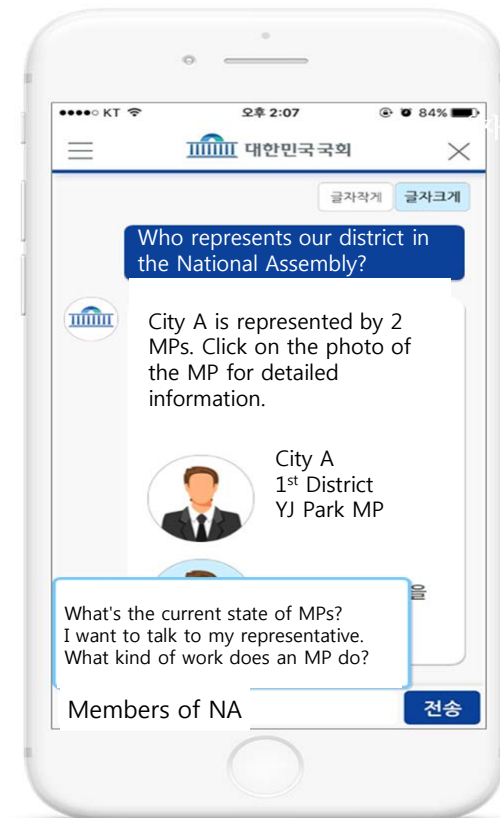 KT 오후 2:07 84%
대한민국국회
글자작게 글자크게
Who represents our district in
the National Assembly?
City A is represented by 2
MPs. Click on the photo of
the MP for detailed
information.
City A
1st District
YJ Park MP
을
What's the current state of MPs?
I want to talk to my representative.
What kind of work does an MP do?
Members of NA
전송